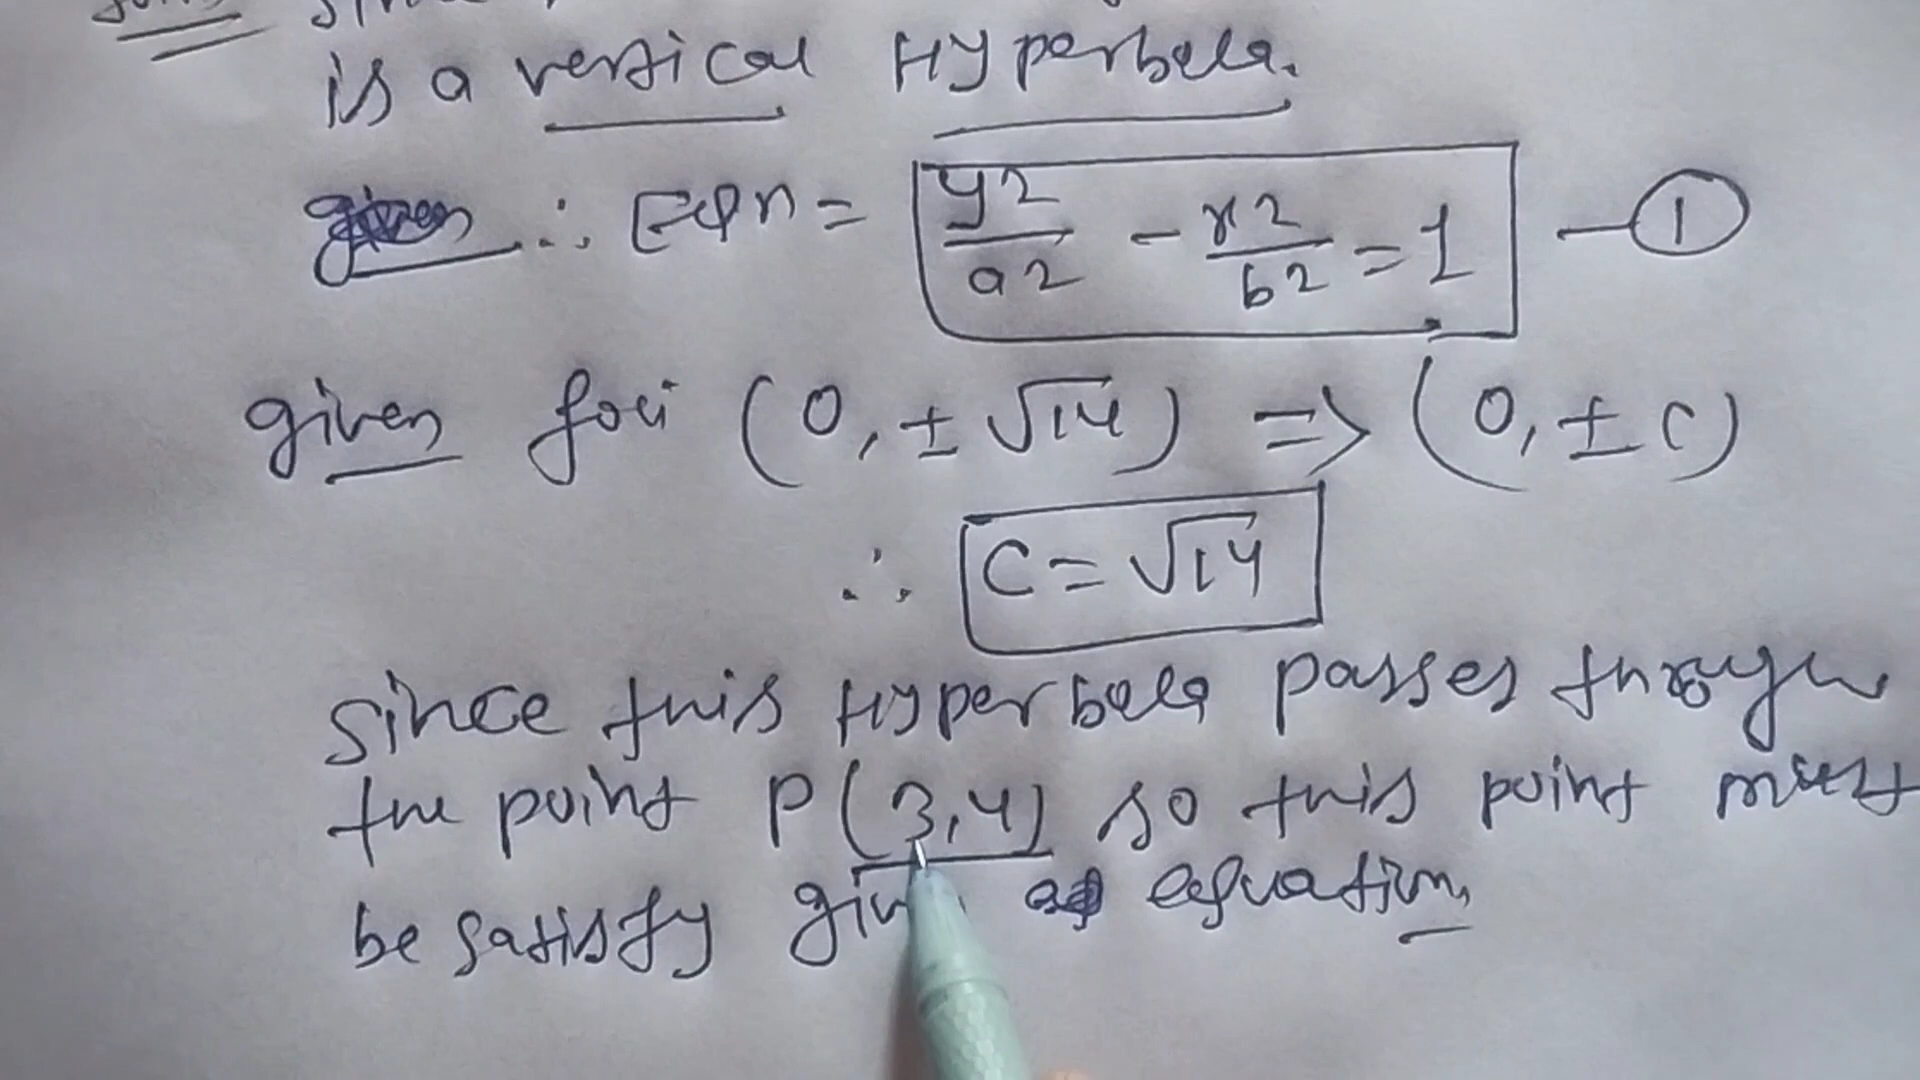 is a vertical Hyperbola.
given ∴ Eqn = y2/a2 - x2/b2 = 1 - 1
given foci (0, ± √14) => (0, ± c)
∴ C = √14
Since this Hyperbola passes through
the point P(3,4) so this point must
be satisfy equation